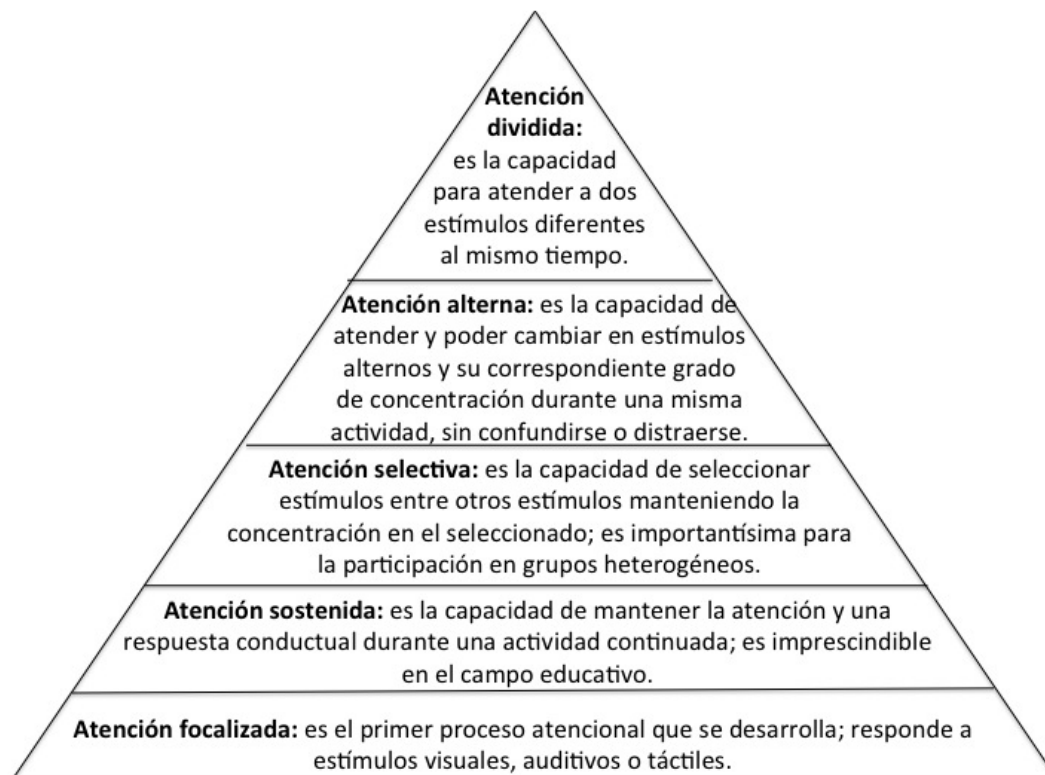 Atención
dividida:
es la capacidad
para atender a dos
estímulos diferentes
al mismo tiempo.
Atención alterna: es la capacidad de
atender y poder cambiar en estímulos
alternos y su correspondiente grado
de concentración durante una misma
actividad, sin confundirse o distraerse.
Atención selectiva: es la capacidad de seleccionar
estímulos entre otros estímulos manteniendo la
concentración en el seleccionado; es importantísima para
la participación en grupos heterogéneos.
Atención sostenida: es la capacidad de mantener la atención y una
respuesta conductual durante una actividad continuada; es imprescindible
en el campo educativo.
Atención focalizada: es el primer proceso atencional que se desarrolla; responde a
estímulos visuales, auditivos o táctiles.